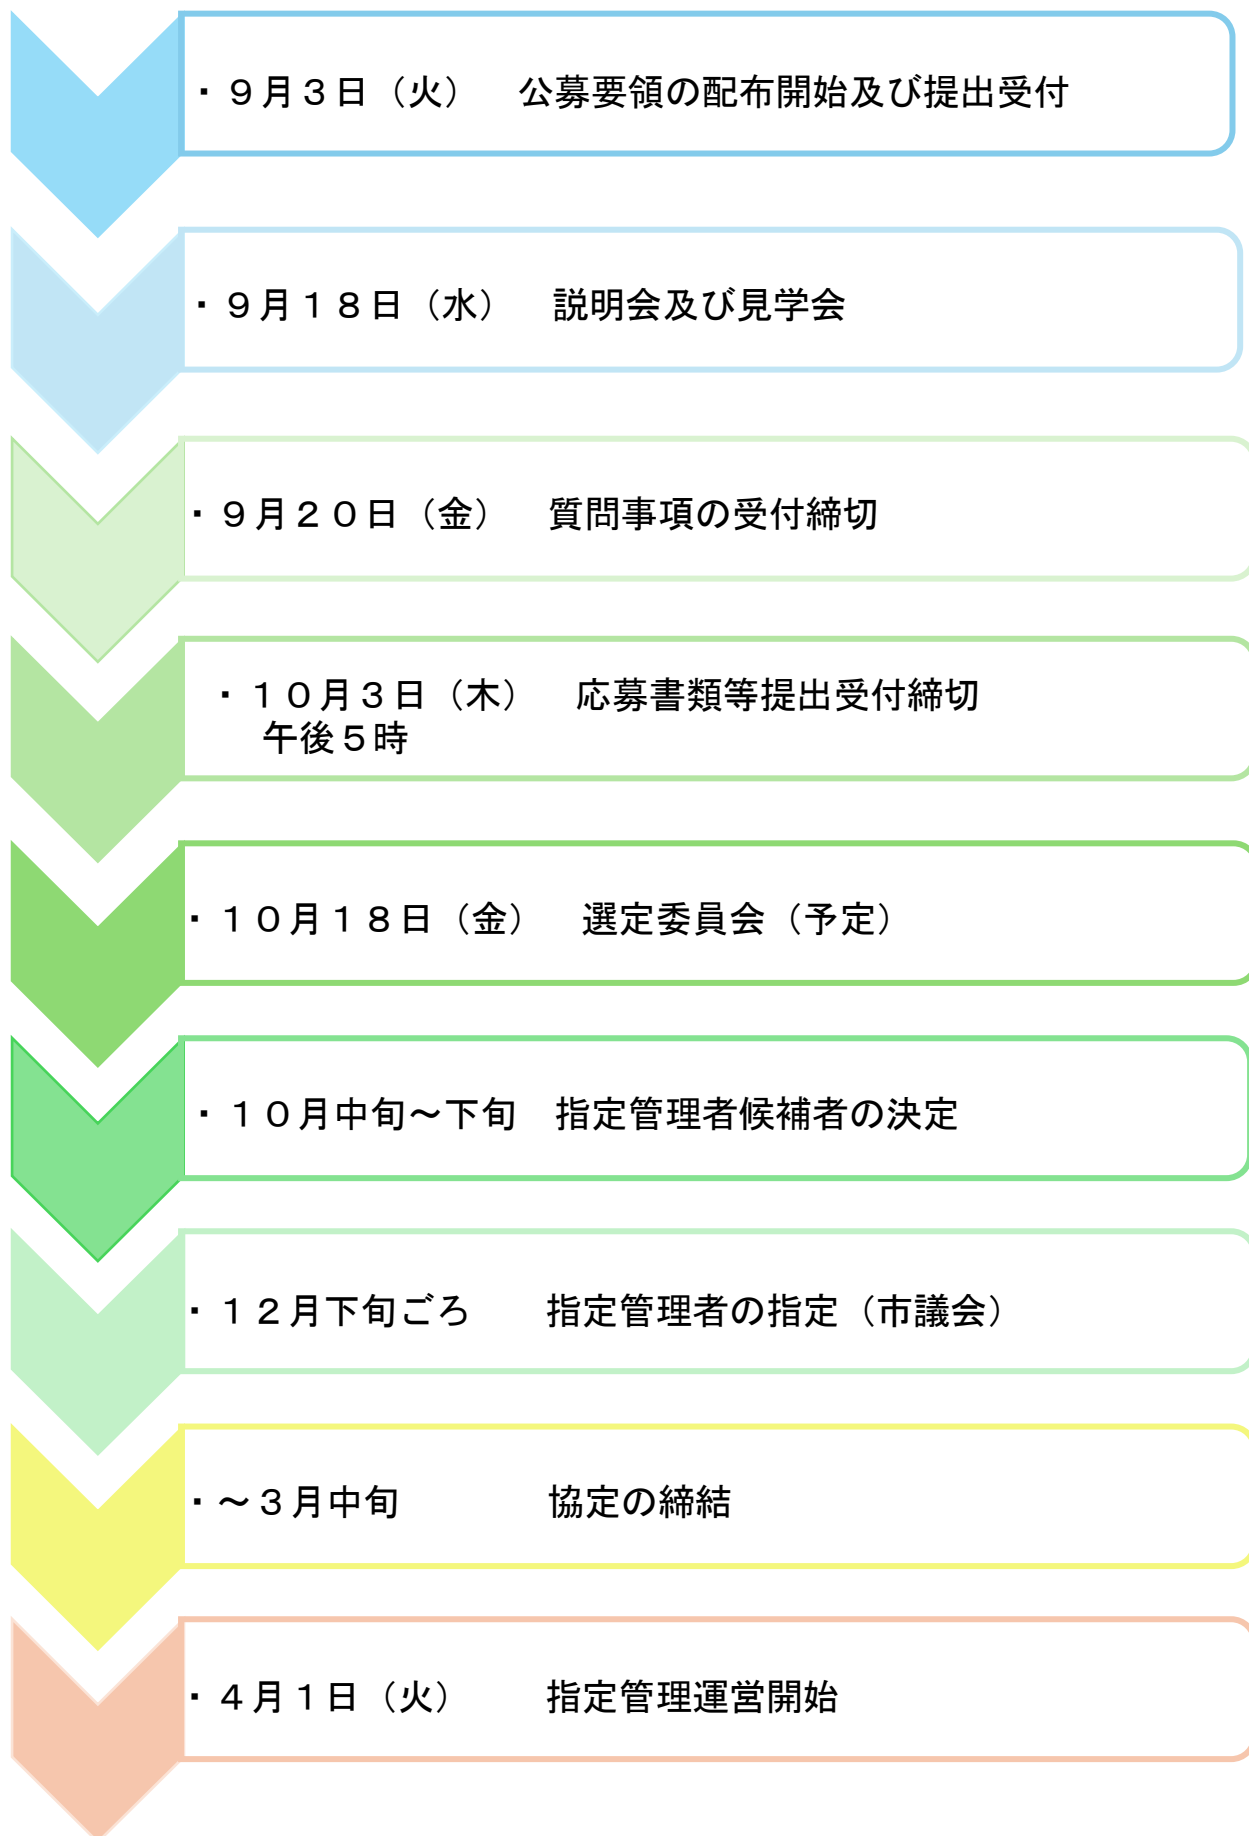 ・９月３日（火）　公募要領の配布開始及び提出受付
・９月１８日（水）　説明会及び見学会
・９月２０日（金）　質問事項の受付締切
・１０月３日（木）　応募書類等提出受付締切
午後５時
・１０月１８日（金）　選定委員会（予定）
・１０月中旬～下旬　指定管理者候補者の決定
・１２月下旬ごろ　　指定管理者の指定（市議会）
・～３月中旬　　　　協定の締結
・４月１日（火）　　指定管理運営開始